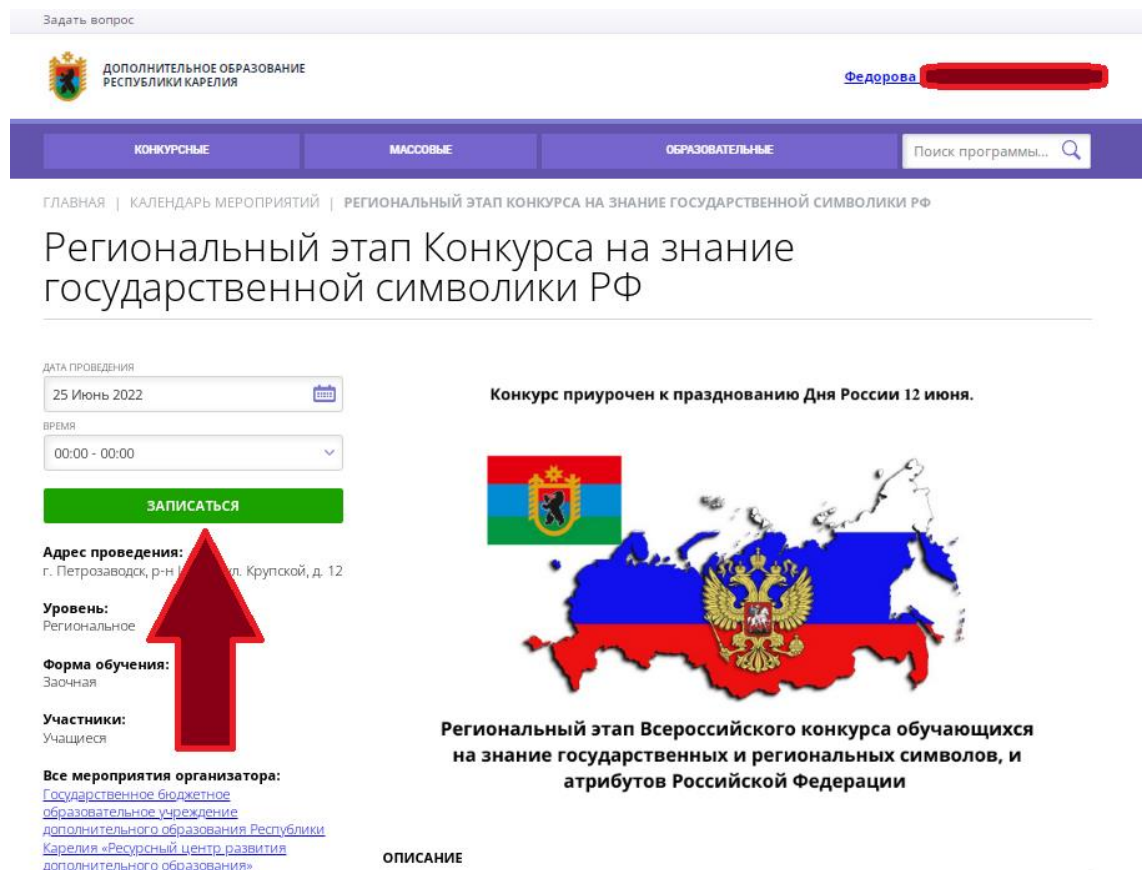 Задать вопрос
ДОПОЛНИТЕЛЬНОЕ ОБРАЗОВАНИЕ
РЕСПУБЛИКИ КАРЕЛИЯ
Федорова
КОНКУРСНЫЕ
МАССОВЫЕ
ОБРАЗОВАТЕЛЬНЫЕ
Поиск программы...
ГЛАВНАЯ | КАЛЕНДАРЬ МЕРОПРИЯТИЙ | РЕГИОНАЛЬНЫЙ ЭТАП КОНКУРСА НА ЗНАНИЕ ГОСУДАРСТВЕННОЙ СИМВОЛИКИ РФ
Региональный этап Конкурса на знание
государственной символики РФ
ДАТА ПРОВЕДЕНИЯ
25 Июнь 2022
ВРЕМЯ
00:00 - 00:00
ЗАПИСАТЬСЯ
Адрес проведения:
г. Петрозаводск, р-н ул. Крупской, д. 12
Уровень:
Региональное
Форма обучения:
Заочная
Участники:
Учащиеся
Все мероприятия организатора:
Государственное бюджетное
образовательное учреждение
дополнительного образования Республики
Карелия «Ресурсный центр развития
дополнительного образования»
Конкурс приурочен к празднованию Дня России 12 июня.
Региональный этап Всероссийского конкурса обучающихся
на знание государственных и региональных символов, и
атрибутов Российской Федерации
ОПИСАНИЕ